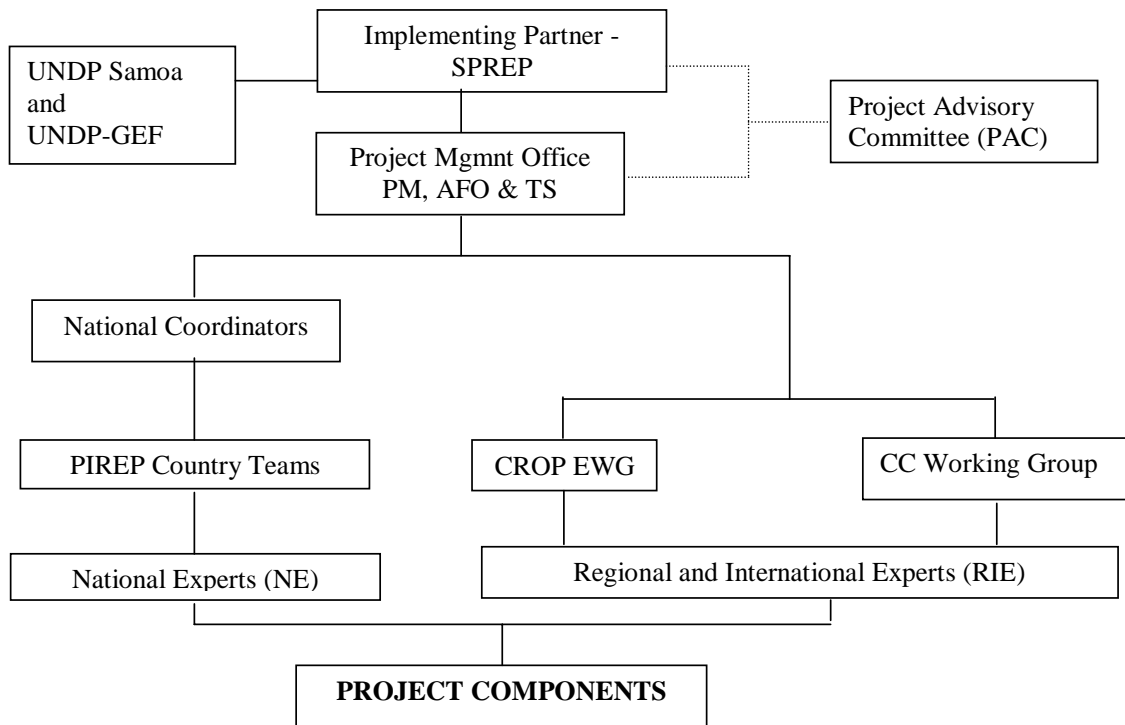 Implementing Partner -
SPREP
UNDP Samoa
and
UNDP-GEF
Project Advisory
Committee (PAC)
Project Mgmnt Office
PM, AFO & TS
National Coordinators
PIREP Country Teams
CROP EWG
CC Working Group
National Experts (NE)
Regional and International Experts (RIE)
PROJECT COMPONENTS